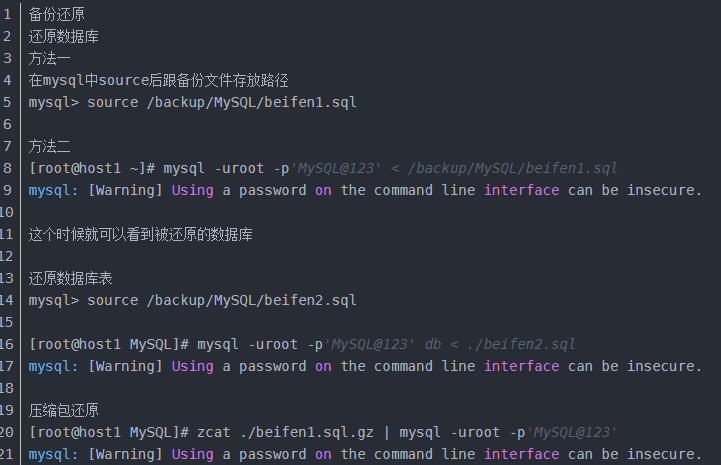 1 备份还原
2 还原数据库
3 方法一
4 在mysql中source后跟备份文件存放路径
5 mysql> source /backup/MySQL/beifen1.sql
6
7 方法二
8 [root@host1 ~]# mysql -uroot -p'MySQL@123' < /backup/MySQL/beifen1.sql
9 mysql: [Warning] Using a password on the command line interface can be insecure.
10
11 这个时候就可以看到被还原的数据库
12
13 还原数据库表
14 mysql> source /backup/MySQL/beifen2.sql
15
16 [root@host1 MySQL]# mysql -uroot -p'MySQL@123' db < ./beifen2.sql
17 mysql: [Warning] Using a password on the command line interface can be insecure.
18
19 压缩包还原
20 [root@host1 MySQL]# zcat ./beifen1.sql.gz | mysql -uroot -p'MySQL@123'
21 mysql: [Warning] Using a password on the command line interface can be insecure.